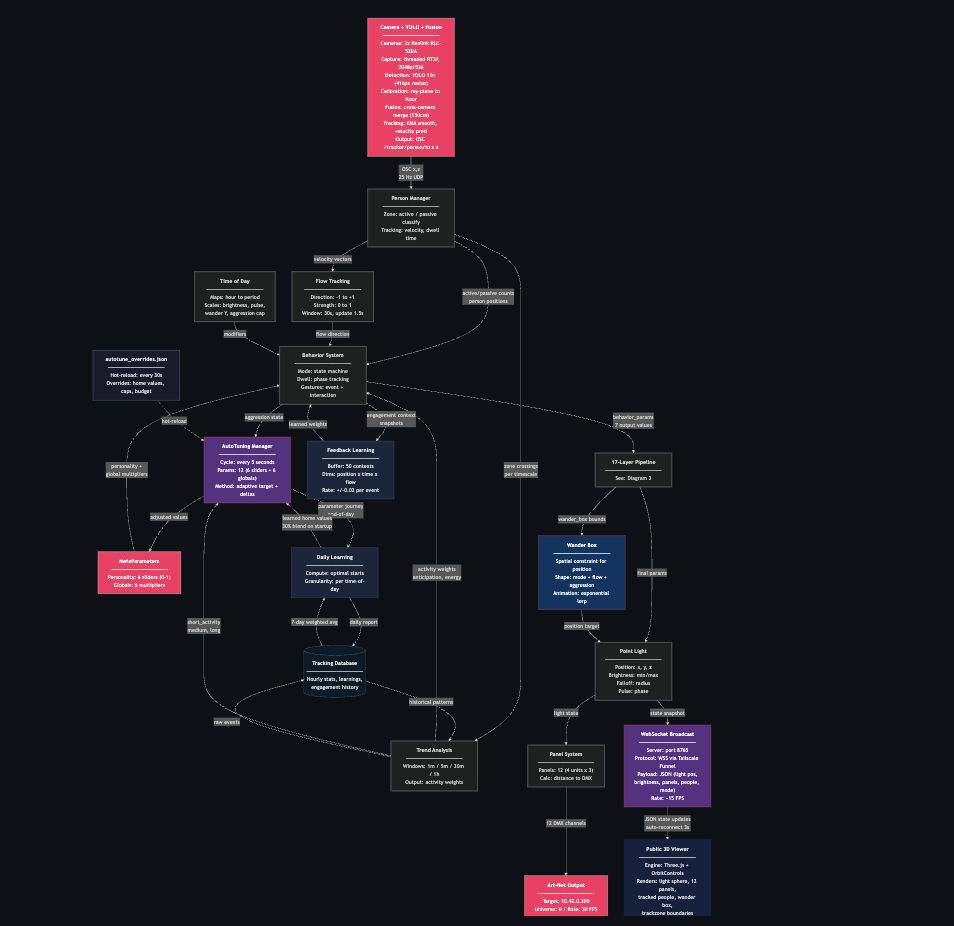 Camera + YOLO + Fusion
Cameras: 2x Reolink RLC-
520A
Capture: threaded RTSP,
2048x1536
Detection: YOLO 11n
(416px resize)
Calibration: ray-plane to
floor
Fusion: cross-camera
merge (150cm)
Tracking: EMA smooth,
velocity pred
Output: OSC
/tracker/person/id x z
OSC x,z
25 Hz UDP
Person Manager
Zone: active / passive
classify
Tracking: velocity, dwell
time
velocity vectors
Time of Day
Maps: hour to period
Scales: brightness, pulse,
wander Y, aggression cap
Flow Tracking
Direction: -1 to +1
Strength: 0 to 1
Window: 30s, update 1.5s
active/passive counts
person positions
modifiers
flow direction
autotune_overrides.json
Hot-reload: every 30s
Overrides: home values,
caps, budget
Behavior System
Mode: state machine
Dwell: phase tracking
Gestures: event +
interaction
hot-reload
aggression state
learned weights
engagement context
snapshots
behavior_params
7 output values
AutoTuning Manager
Cycle: every 5 seconds
Params: 12 (6 sliders + 6
globals)
Method: adaptive target +
deltas
Feedback Learning
Buffer: 50 contexts
Dims: position x time x
flow
Rate: +/-0.02 per event
17-Layer Pipeline
See: Diagram 3
personality +
global multipliers
zone crossings
per timescale
adjusted values
parameter journey
end-of-day
learned home values
30% blend on startup
wander_box bounds
MetaParameters
Personality: 6 sliders (0-1)
Globals: 6 multipliers
Daily Learning
Compute: optimal starts
Granularity: per time-of-
day
Wander Box
Spatial constraint for
position
Shape: mode + flow +
aggression
Animation: exponential
lerp
activity weights
anticipation, energy
final params
short_activity
medium, long
7-day weighted avg
daily report
position target
Tracking Database
Hourly stats, learnings,
engagement history
Point Light
Position: x, y, z
Brightness: min/max
Falloff: radius
Pulse: phase
raw events
historical patterns
light state
state snapshot
Trend Analysis
Windows: 1m / 5m / 30m
/ 1h
Output: activity weights
Panel System
Panels: 12 (4 units x 3)
Calc: distance to DMX
WebSocket Broadcast
Server: port 8765
Protocol: WSS via Tailscale
Funnel
Payload: JSON (light pos,
brightness, panels, people,
mode)
Rate: ~15 FPS
12 DMX channels
JSON state updates
auto-reconnect 3s
Art-Net Output
Target: 10.42.0.200
Universe: 0 / Rate: 30 FPS
Public 3D Viewer
Engine: Three.js +
OrbitControls
Renders: light sphere, 12
panels,
tracked people, wander
box,
trackzone boundaries